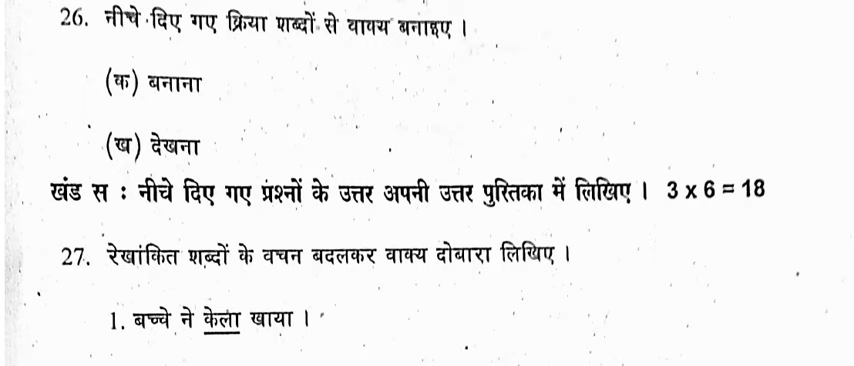 26. नीचे दिए गए क्रिया शब्दों से वाक्य बनाइए ।
(क) बनाना
(ख) देखना
खंड स : नीचे दिए गए प्रश्नों के उत्तर अपनी उत्तर पुस्तिका में लिखिए । 3 x 6 = 18
27. रेखांकित शब्दों के वचन बदलकर वाक्य दोबारा लिखिए ।
1. बच्चे ने केला खाया ।